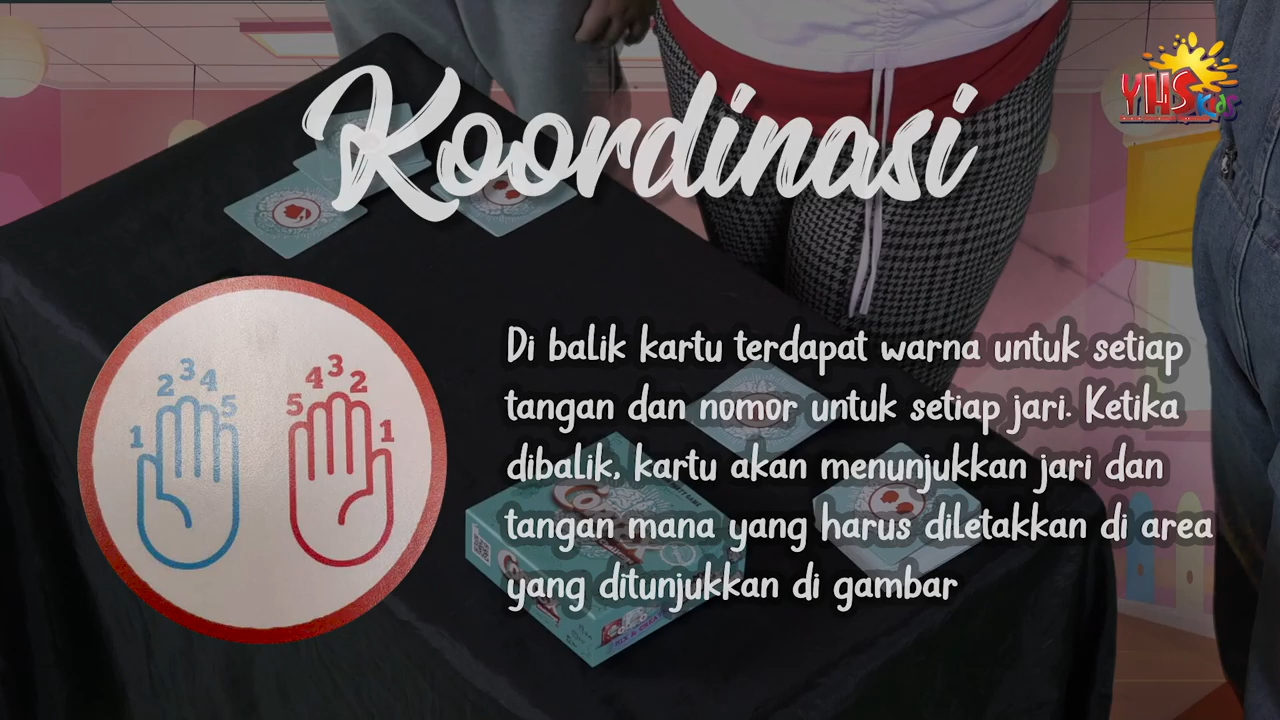 Koordinasi
YHS
Kids
2 3 4
1 5
4 3 2
5 1
Di balik kartu terdapat warna untuk setiap
tangan dan nomor untuk setiap jari. Ketika
dibalik, kartu akan menunjukkan jari dan
tangan mana yang harus diletakkan di area
yang ditunjukkan di gambar